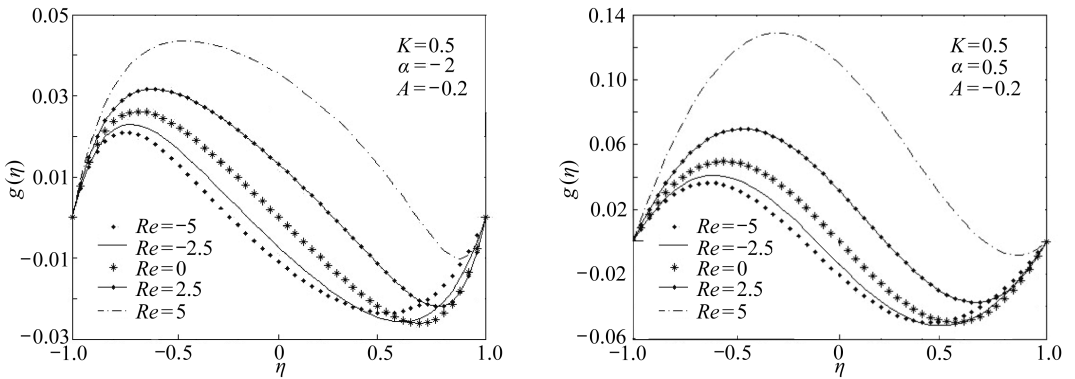 0.05
0.03
0.01
−0.01
−0.03
g(η)
K=0.5
α=−2
A=−0.2
Re=−5
Re=−2.5
Re=0
Re=2.5
Re=5
−1.0 −0.5 0 0.5 1.0
η
0.14
0.10
0.06
0.02
−0.02
−0.06
g(η)
K=0.5
α=0.5
A=−0.2
Re=−5
Re=−2.5
Re=0
Re=2.5
Re=5
−1.0 −0.5 0 0.5 1.0
η